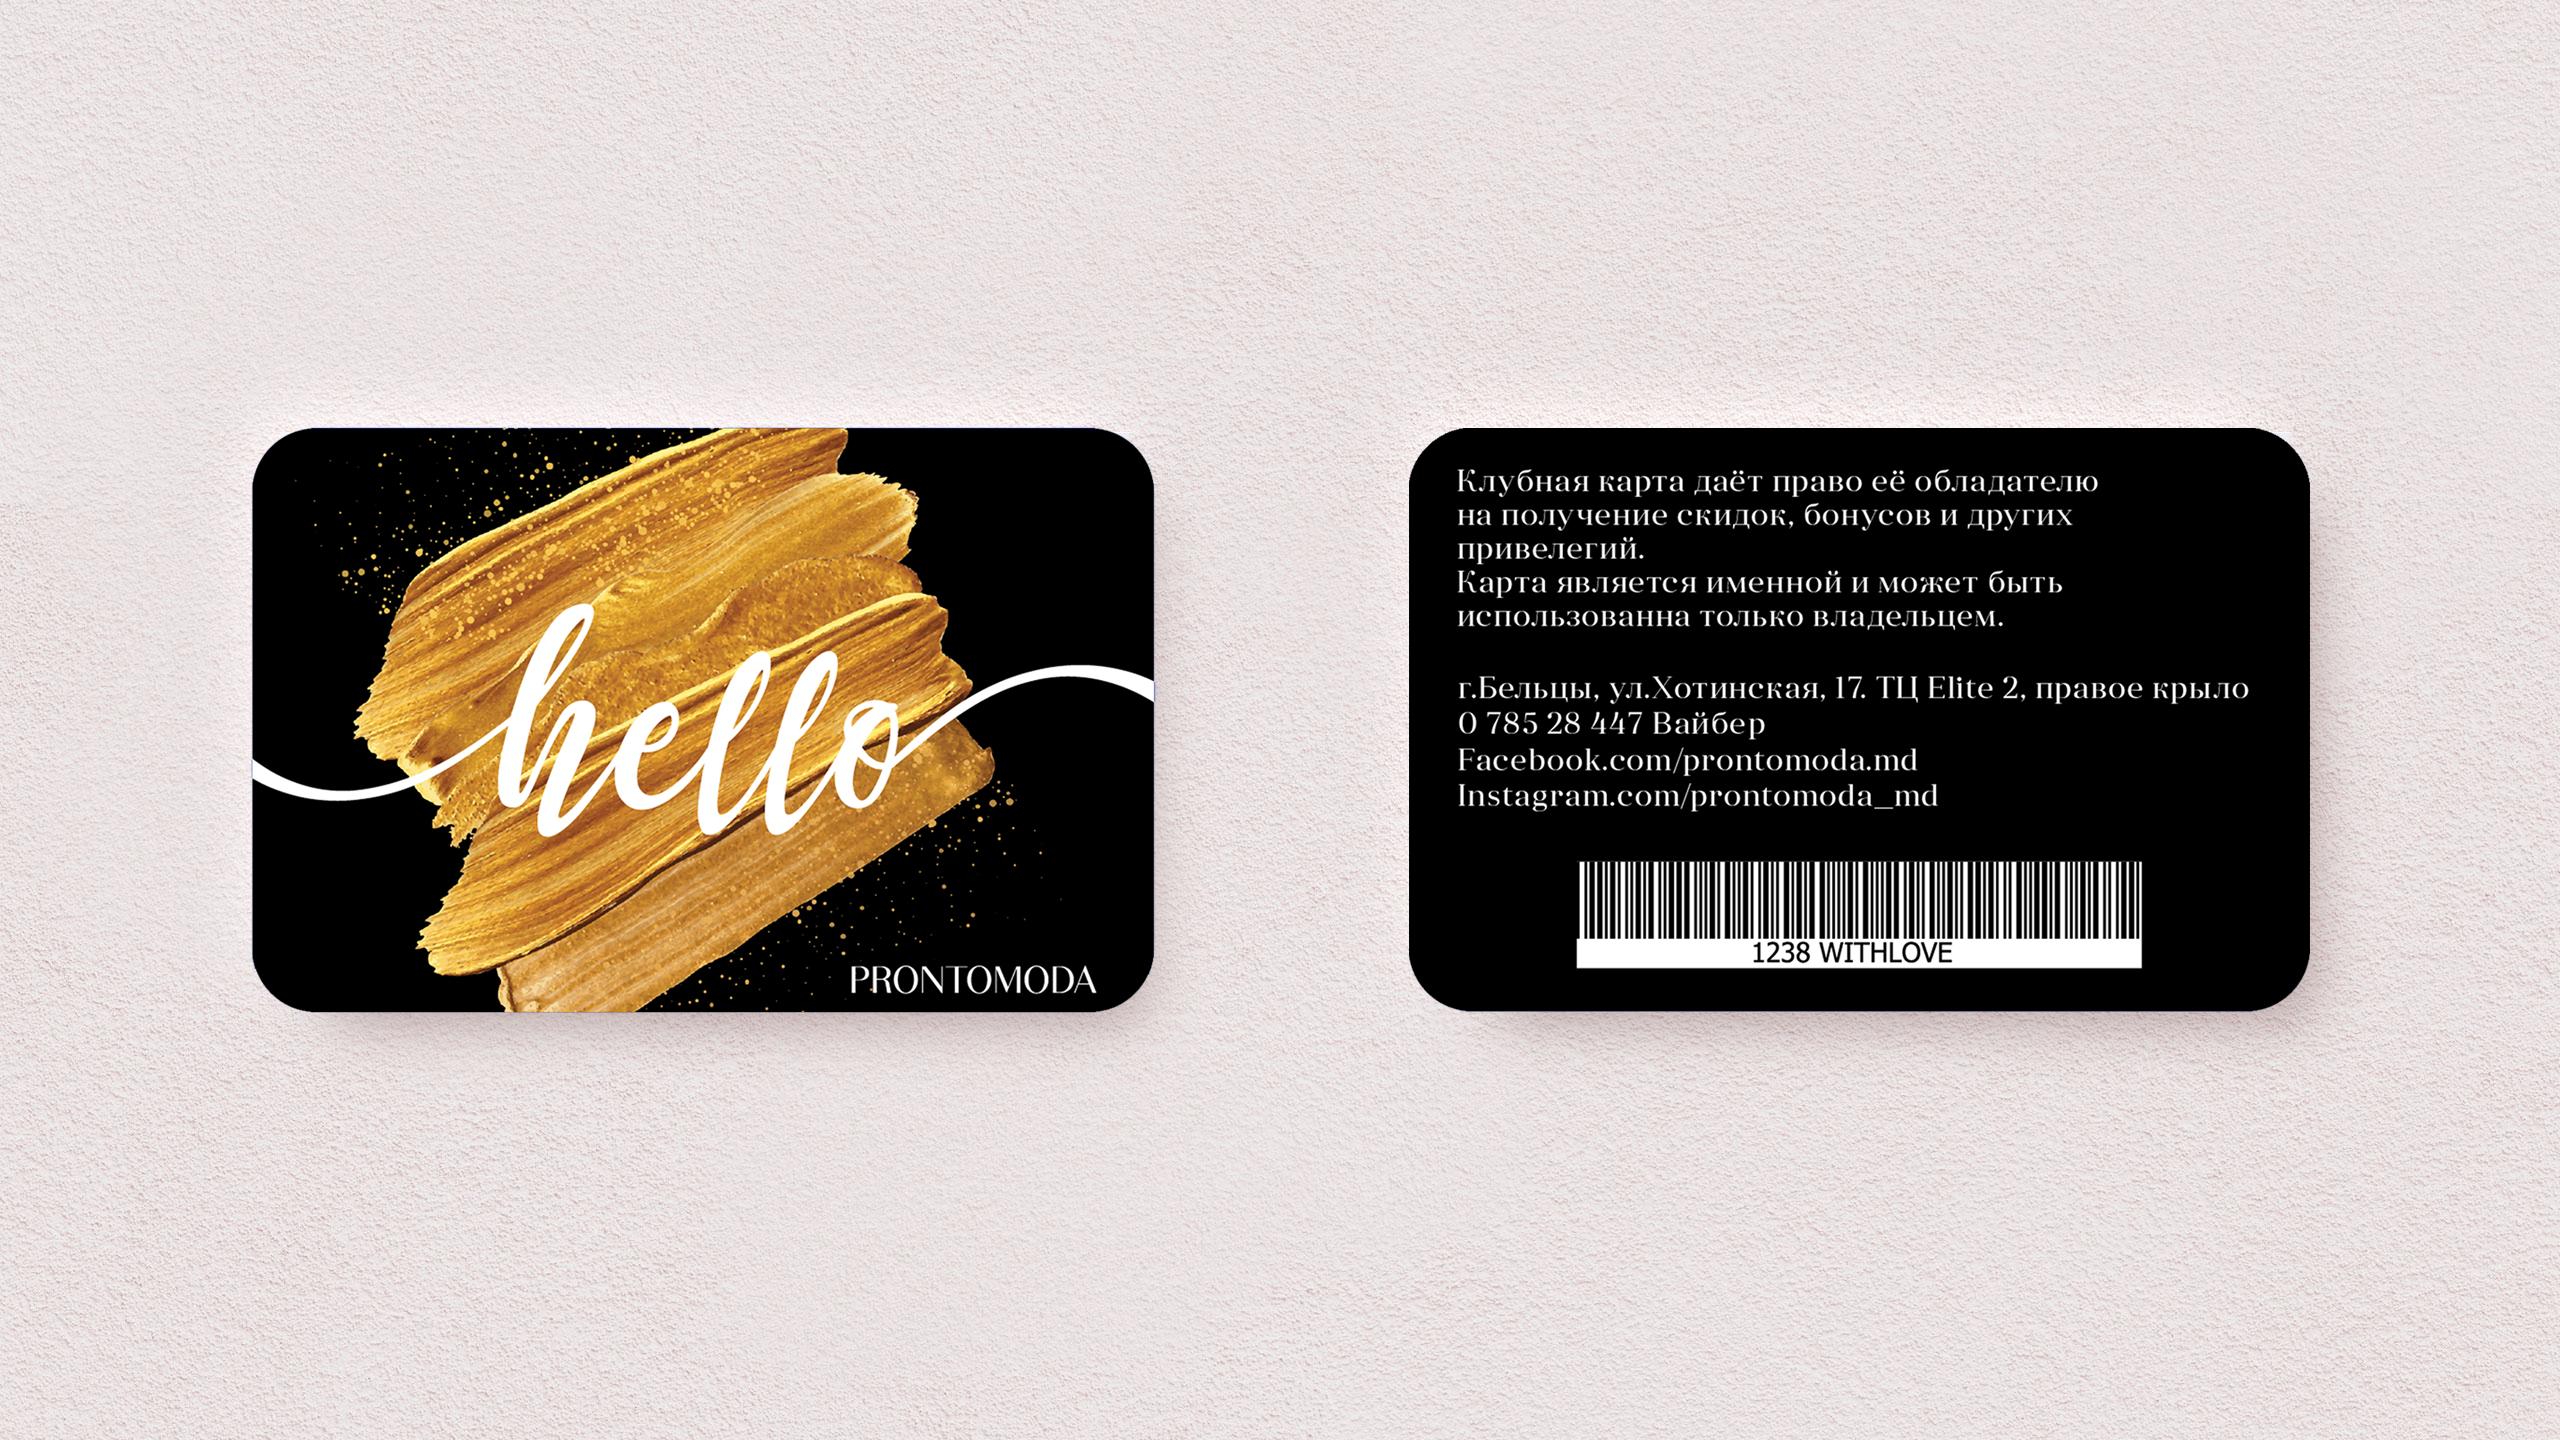 hello
PRONTOMODA
Клубная карта даёт право её обладателю
на получение скидок, бонусов и других
привелегий.
Карта является именной и может быть
использованна только владельцем.
г.Бельцы, ул.Хотинская, 17. ТЦ Elite 2, правое крыло
0 785 28 447 Вайбер
Facebook.com/prontomoda.md
Instagram.com/prontomoda_md
1238 WITHLOVE